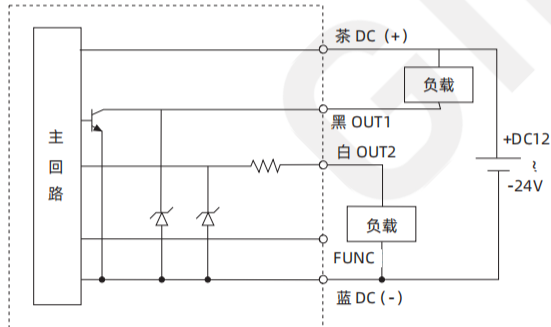 茶 DC (+)
负载
黑 OUT1
主回路
白 OUT2
+DC12
~
-24V
负载
FUNC
蓝 DC (-)